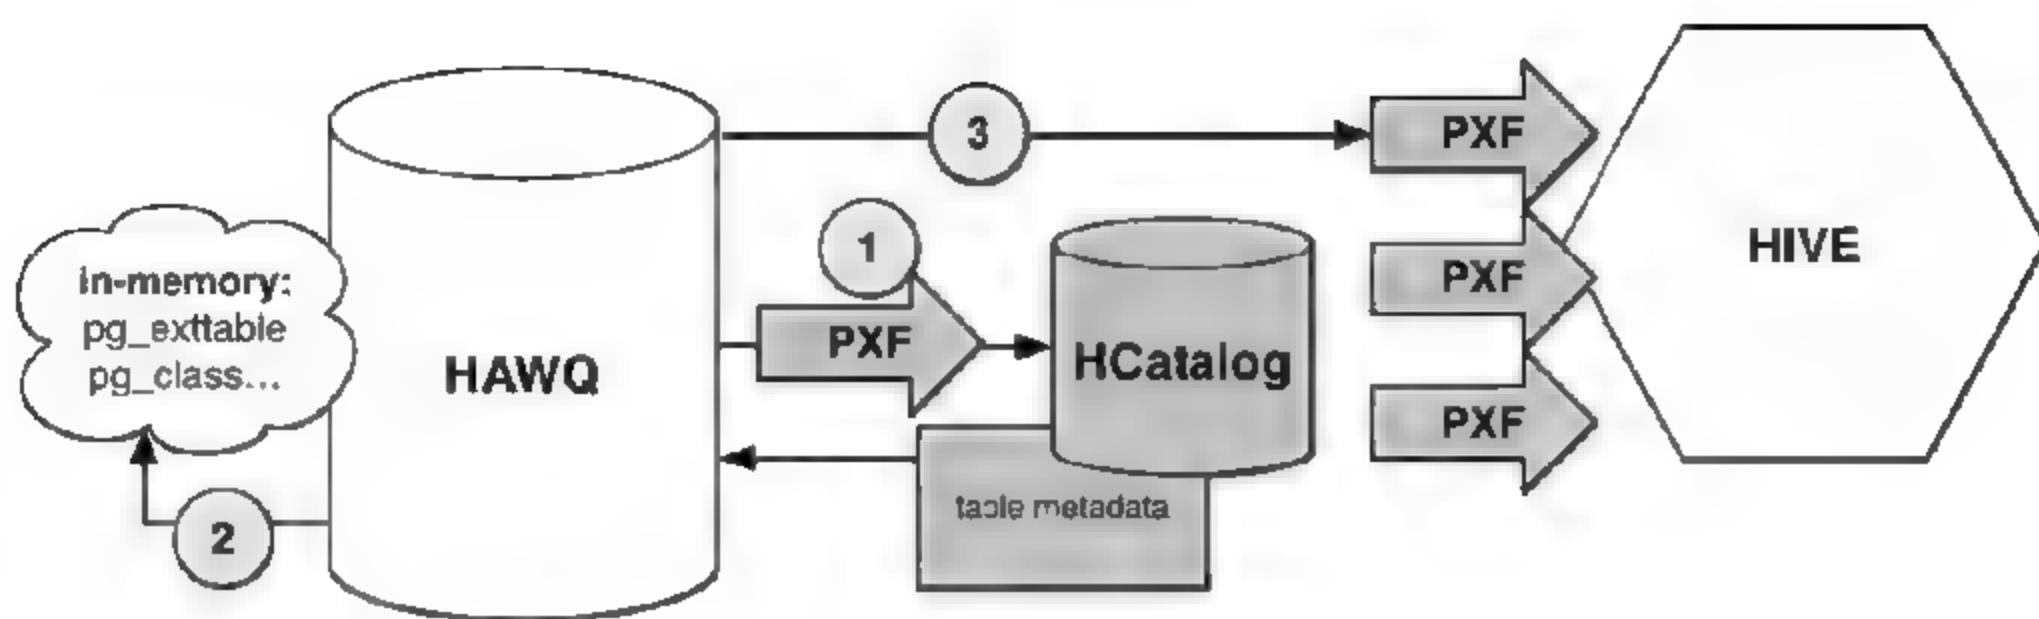 3
PXF
1
HIVE
in-memory:
pg_exttable
pg_class...
PXF
PXF
HAWQ
HCatalog
PXF
table metadata
2